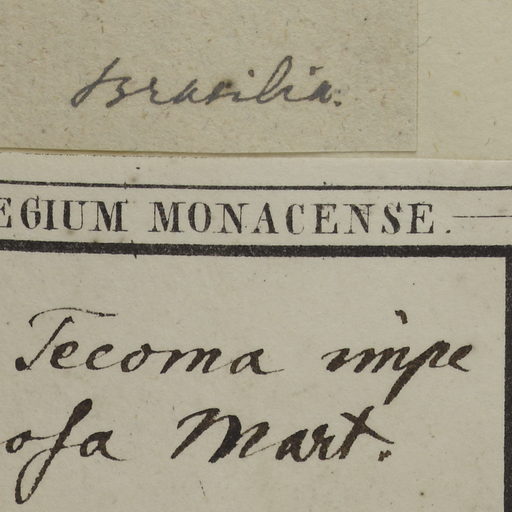 Brasilia.
EGIUM MONACENSE.
Tecoma impe
osa Mart.